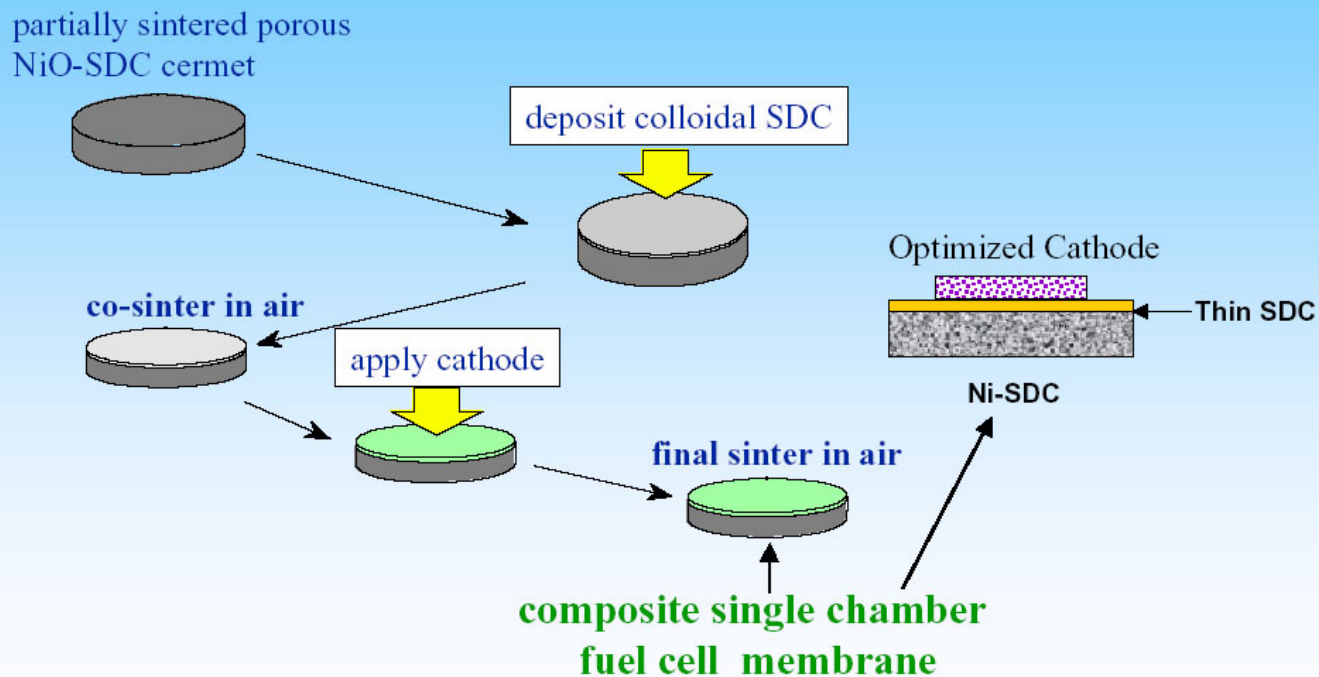 partially sintered porous
NiO-SDC cermet
deposit colloidal SDC
co-sinter in air
apply cathode
final sinter in air
Optimized Cathode
Thin SDC
Ni-SDC
composite single chamber
fuel cell membrane